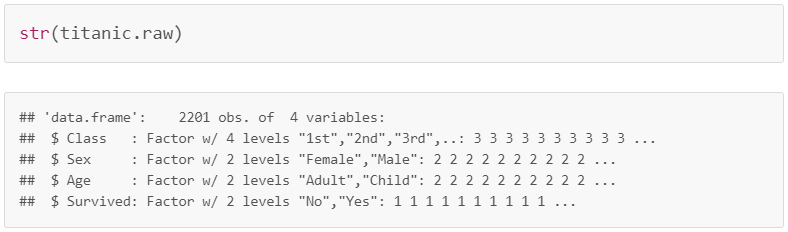 str(titanic.raw)
## 'data.frame':    2201 obs. of  4 variables:
##  $ Class   : Factor w/ 4 levels "1st","2nd","3rd",..: 3 3 3 3 3 3 3 3 3 3 ...
##  $ Sex     : Factor w/ 2 levels "Female","Male": 2 2 2 2 2 2 2 2 2 2 ...
##  $ Age     : Factor w/ 2 levels "Adult","Child": 2 2 2 2 2 2 2 2 2 2 ...
##  $ Survived: Factor w/ 2 levels "No","Yes": 1 1 1 1 1 1 1 1 1 1 ...